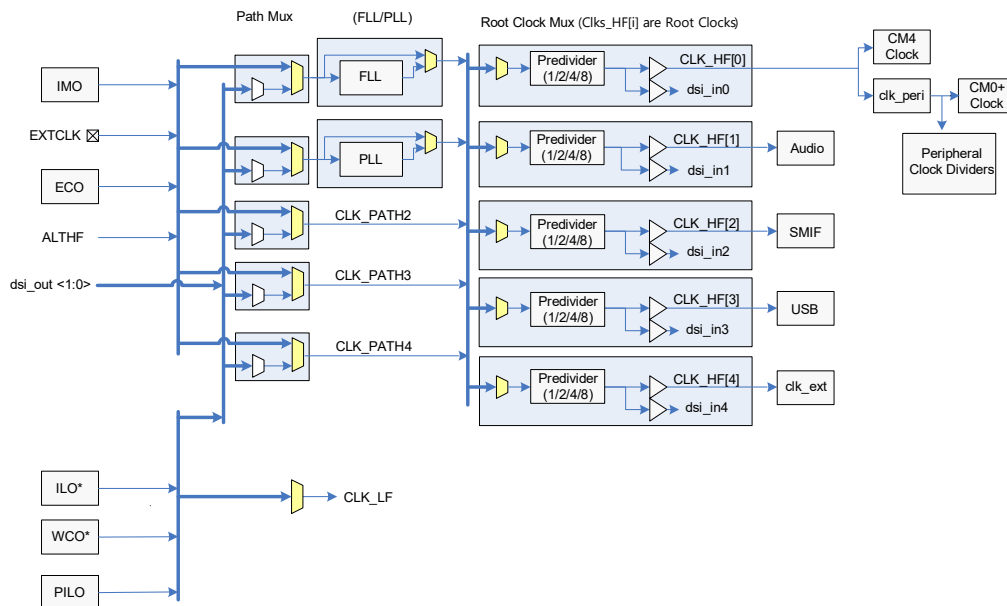 Path Mux
(FLL/PLL)
Root Clock Mux (Clks_HF[i] are Root Clocks)
IMO
EXTCLK
ECO
ALTHF
dsi_out <1:0>
ILO*
WCO*
PILO
FLL
PLL
CLK_PATH2
CLK_PATH3
CLK_PATH4
CLK_LF
Predivider
(1/2/4/8)
CLK_HF[0]
dsi_in0
Predivider
(1/2/4/8)
CLK_HF[1]
dsi_in1
Predivider
(1/2/4/8)
CLK_HF[2]
dsi_in2
Predivider
(1/2/4/8)
CLK_HF[3]
dsi_in3
Predivider
(1/2/4/8)
CLK_HF[4]
dsi_in4
CM4
Clock
clk_peri
CM0+
Clock
Peripheral
Clock Dividers
Audio
SMIF
USB
clk_ext